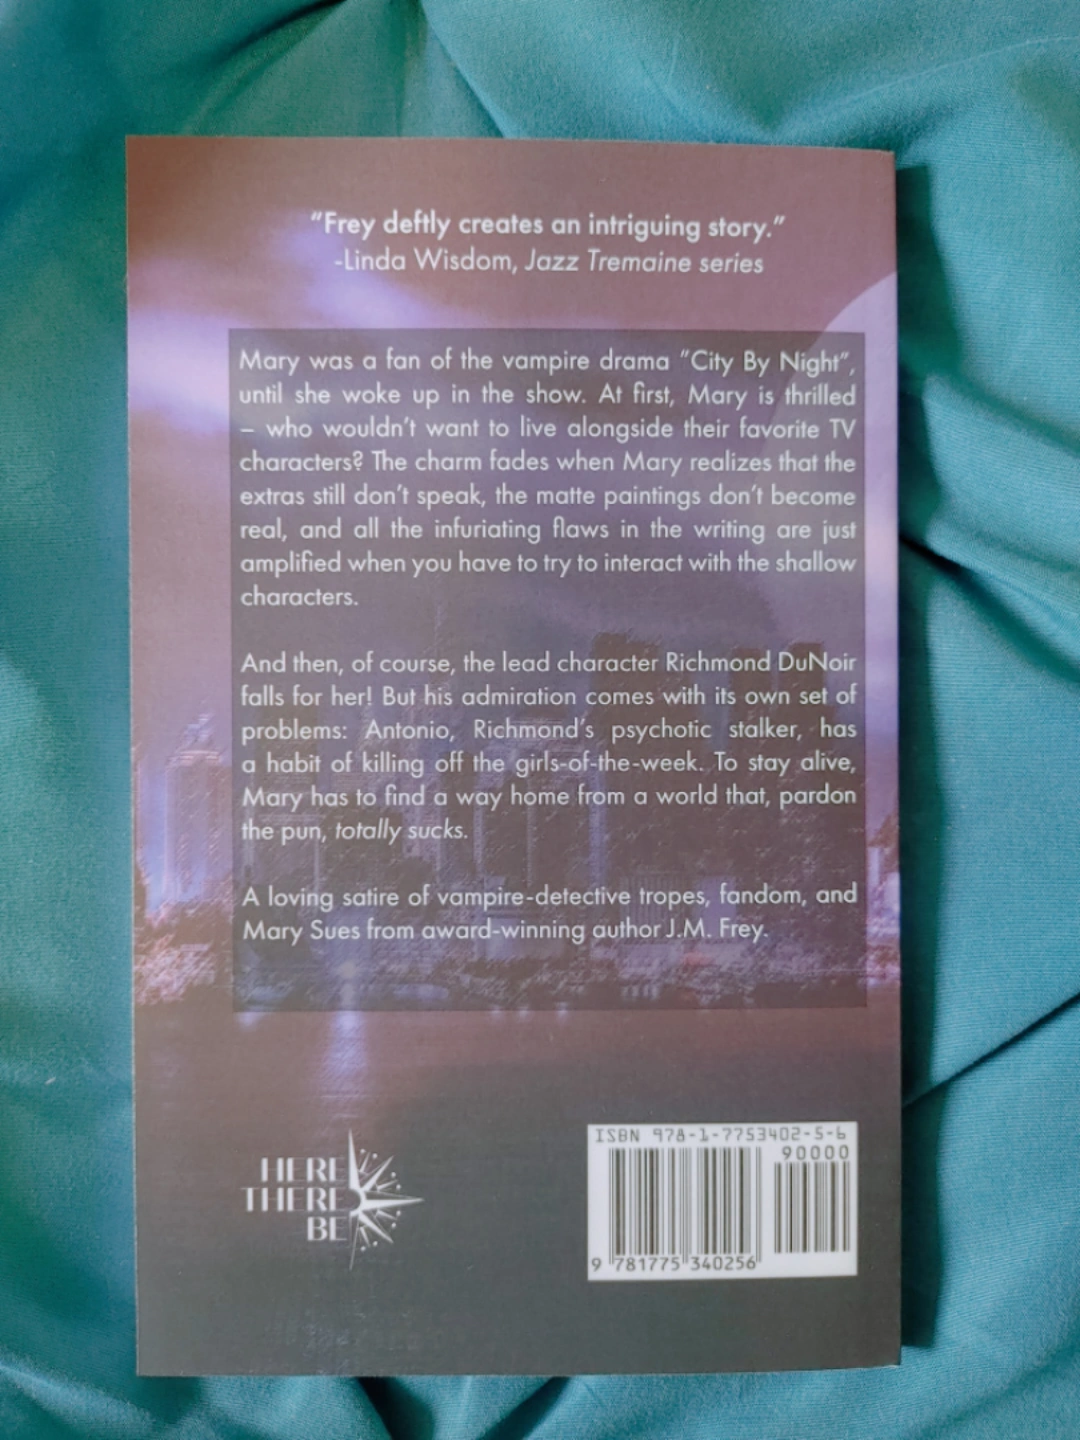 "Frey deftly creates an intriguing story."
-Linda Wisdom, Jazz Tremaine series
Mary was a fan of the vampire drama "City By Night",
until she woke up in the show. At first, Mary is thrilled
– who wouldn't want to live alongside their favorite TV
characters? The charm fades when Mary realizes that the
extras still don't speak, the matte paintings don't become
real, and all the infuriating flaws in the writing are just
amplified when you have to try to interact with the shallow
characters.
And then, of course, the lead character Richmond DuNoir
falls for her! But his admiration comes with its own set of
problems: Antonio, Richmond's psychotic stalker, has
a habit of killing off the girls-of-the-week. To stay alive,
Mary has to find a way home from a world that, pardon
the pun, totally sucks.
A loving satire of vampire-detective tropes, fandom, and
Mary Sues from award-winning author J.M. Frey.
HERE
THERE
BE
ISBN 978-1-7753402-5-6
90000
9 781775 340256